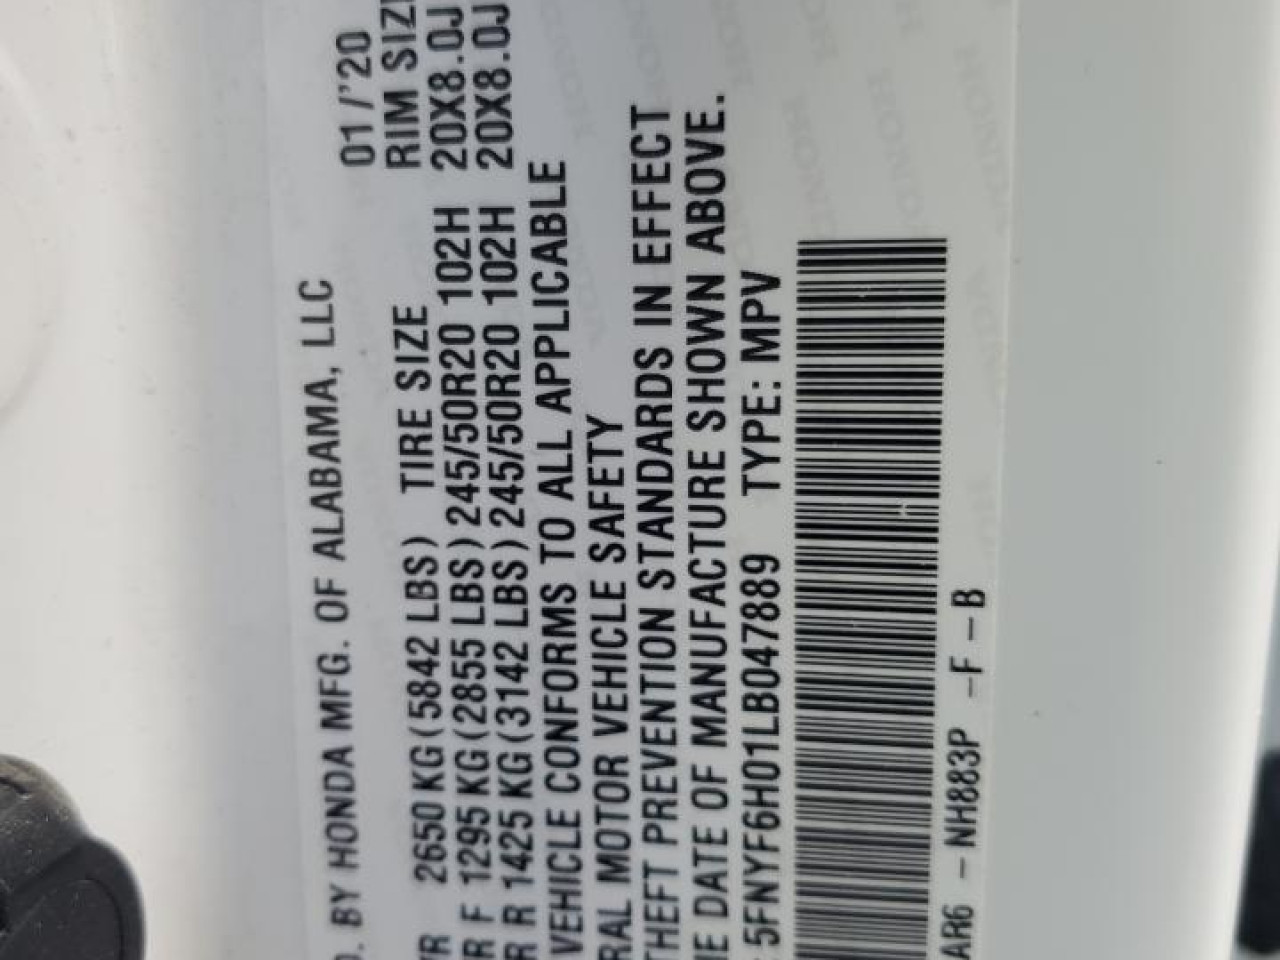 D. BY HONDA MFG. OF ALABAMA, LLC 01/'20
VR 2650 KG (5842 LBS) TIRE SIZE RIM SIZE
R F 1295 KG (2855 LBS) 245/50R20 102H 20X8.0J
R R 1425 KG (3142 LBS) 245/50R20 102H 20X8.0J
VEHICLE CONFORMS TO ALL APPLICABLE
RAL MOTOR VEHICLE SAFETY
THEFT PREVENTION STANDARDS IN EFFECT
HE DATE OF MANUFACTURE SHOWN ABOVE.
5FNYF6H01LB047889 TYPE: MPV
AR6 - NH883P -F - B